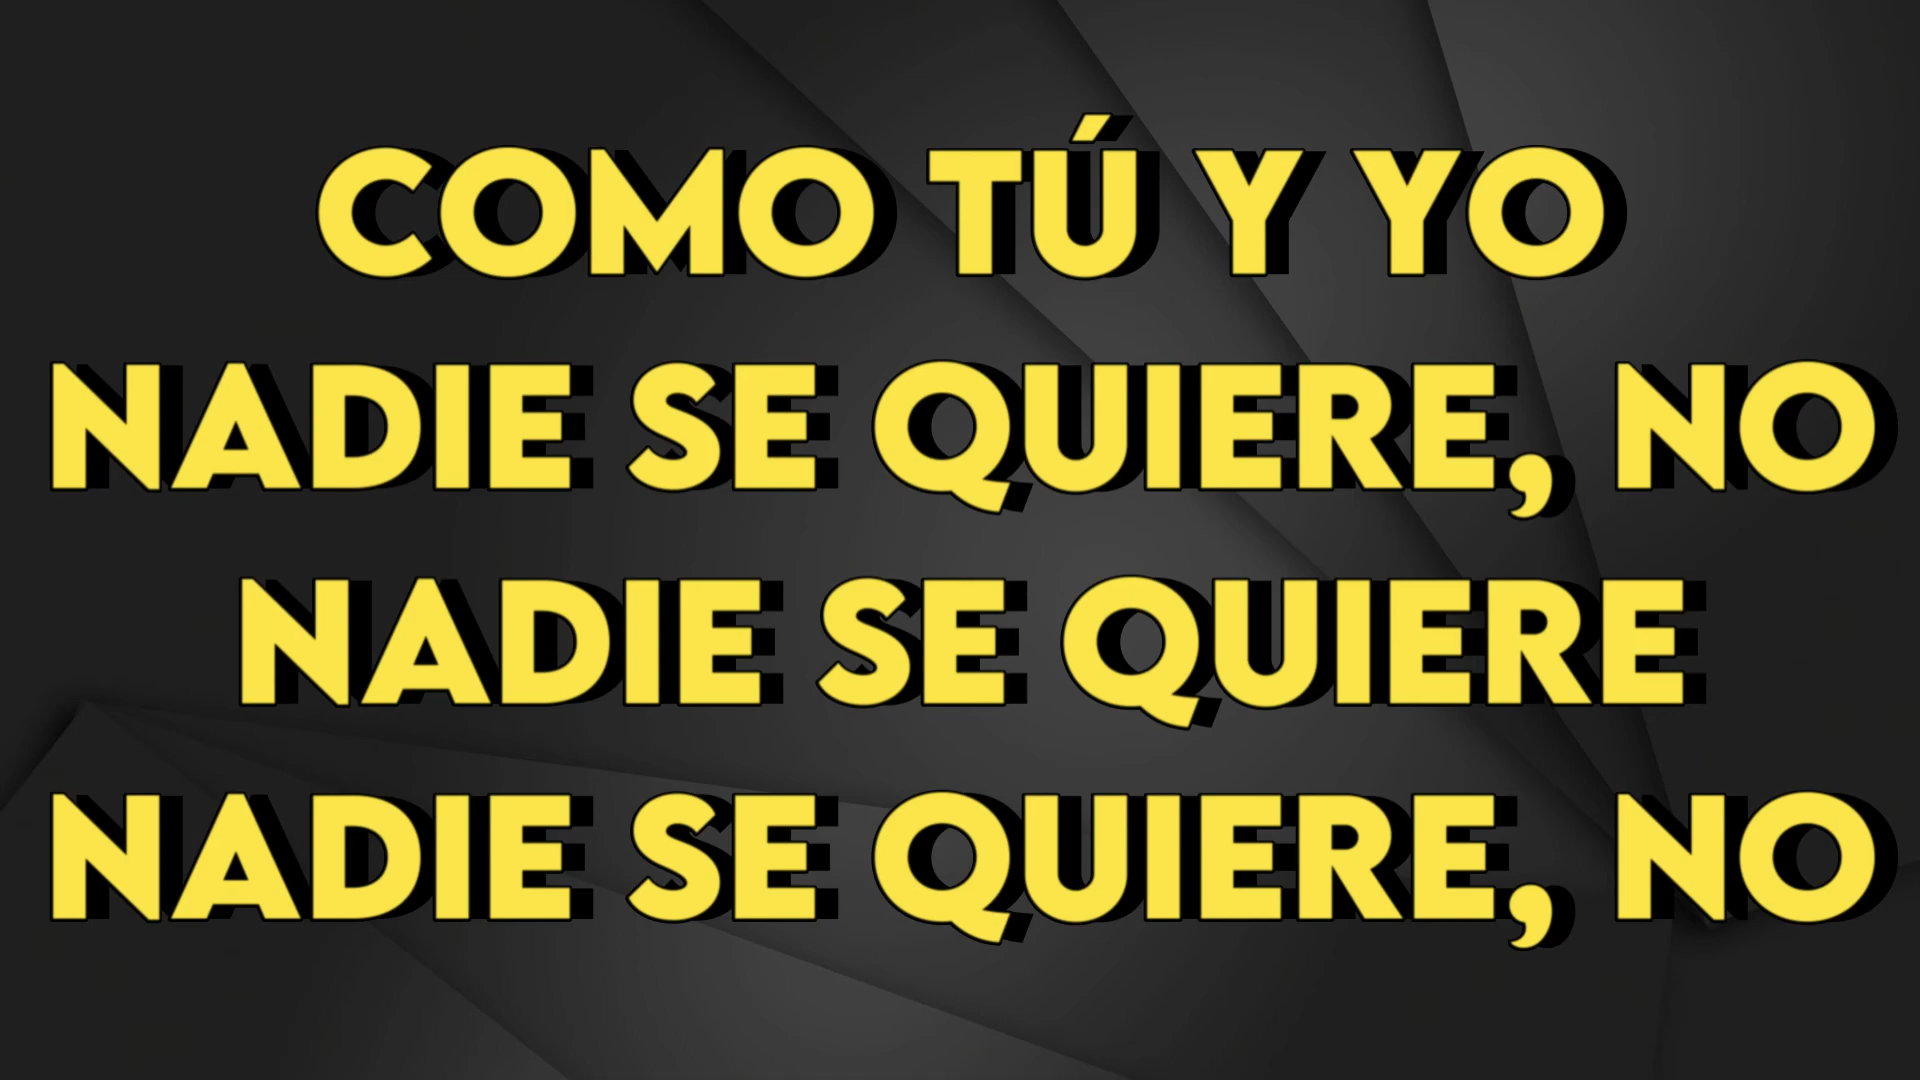 COMO TÚ Y YO
NADIE SE QUIERE, NO
NADIE SE QUIERE
NADIE SE QUIERE, NO